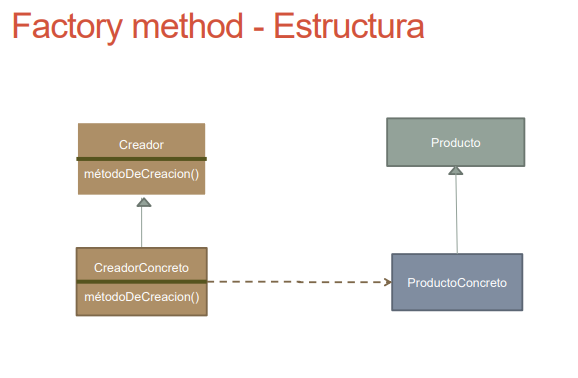 Factory method - Estructura
Creador
métodoDeCreacion()
Producto
CreadorConcreto
métodoDeCreacion()
ProductoConcreto